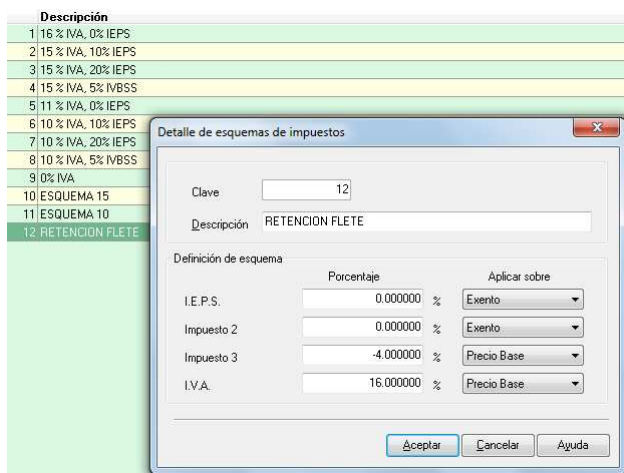 Descripción
1 16 % IVA, 0% IEPS
2 15 % IVA, 10% IEPS
3 15 % IVA, 20% IEPS
4 15 % IVA, 5% IVBSS
5 11 % IVA, 0% IEPS
6 10 % IVA, 10% IEPS
7 10 % IVA, 20% IEPS
8 10 % IVA, 5% IVBSS
9 0% IVA
10 ESQUEMA 15
11 ESQUEMA 10
12 RETENCION FLETE
Detalle de esquemas de impuestos
Clave 12
Descripción RETENCION FLETE
Definición de esquema
Porcentaje Aplicar sobre
I.E.P.S. 0.000000 % Exento
Impuesto 2 0.000000 % Exento
Impuesto 3 -4.000000 % Precio Base
I.V.A. 16.000000 % Precio Base
Aceptar Cancelar Ayuda